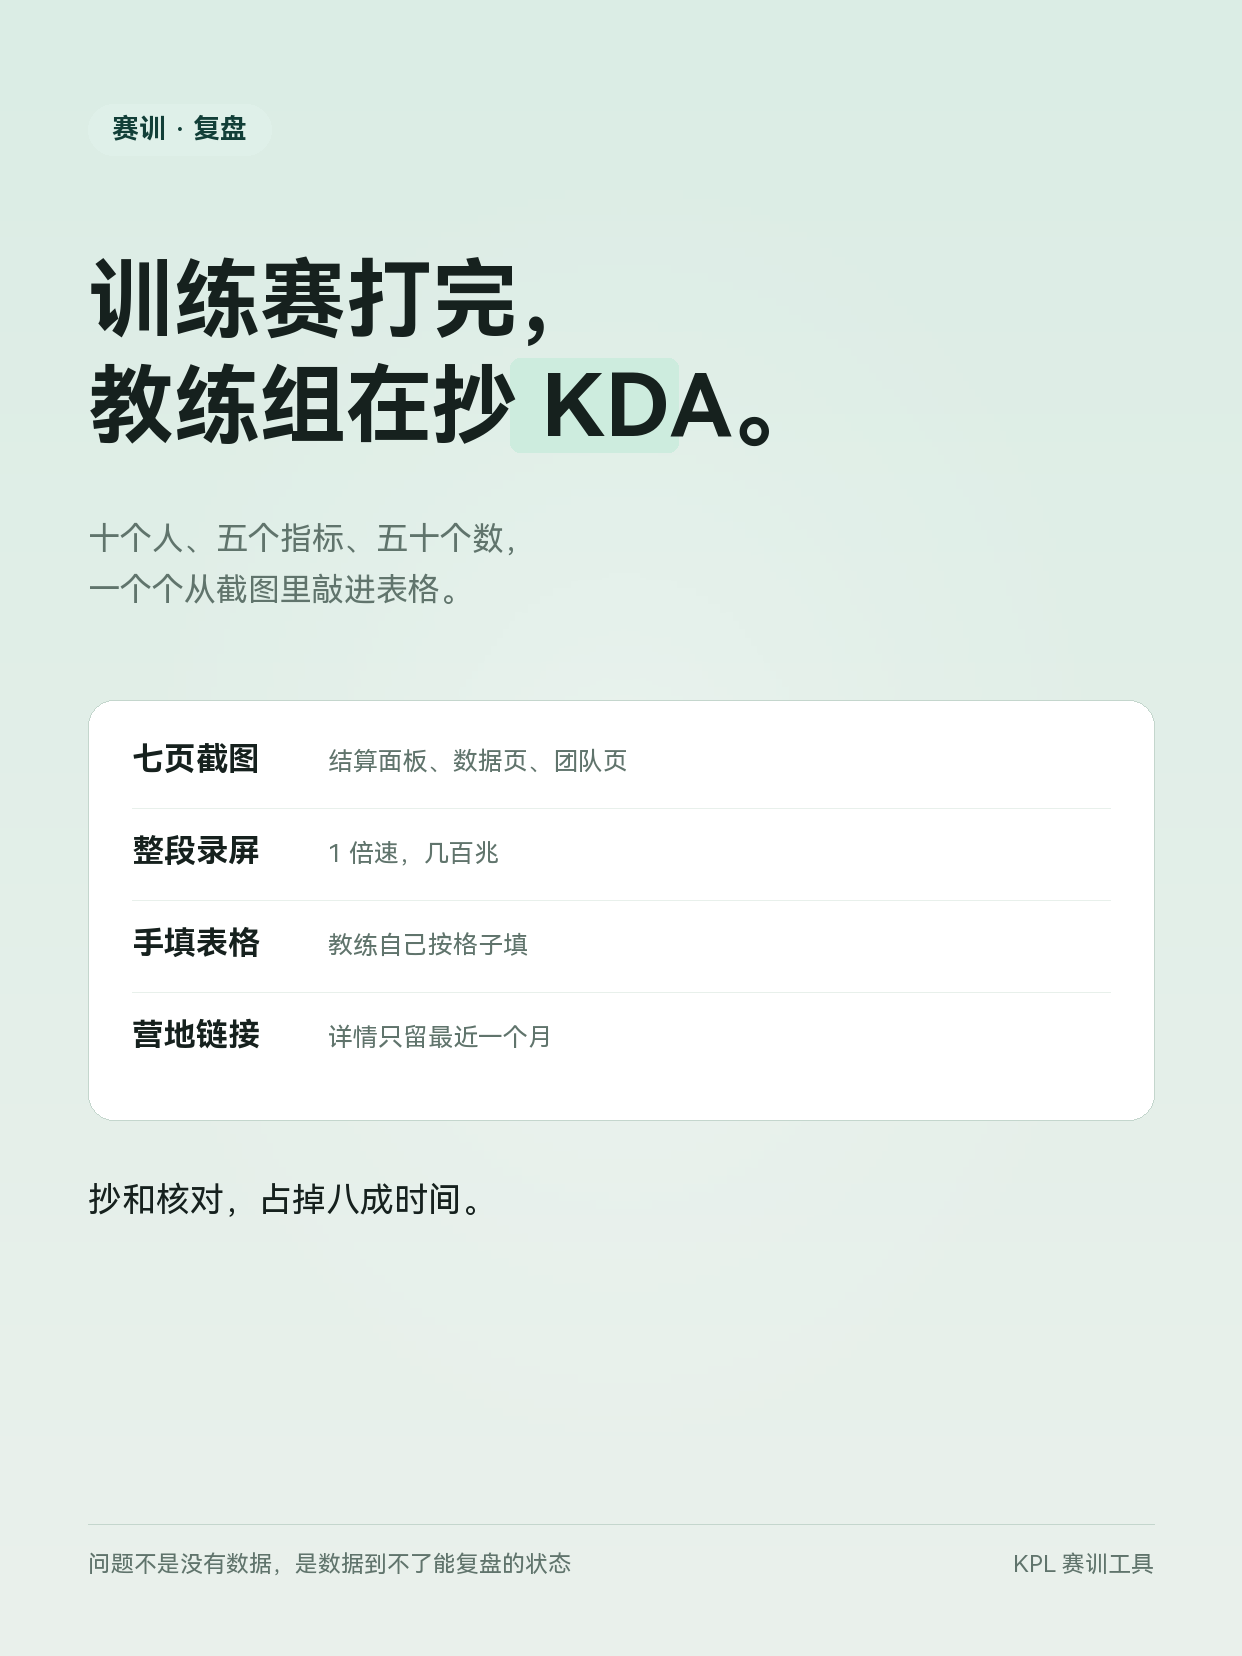 赛训 · 复盘
训练赛打完，
教练组在抄 KDA。
十个人、五个指标、五十个数，
一个个从截图里敲进表格。
七页截图 结算面板、数据页、团队页
整段录屏 1 倍速，几百兆
手填表格 教练自己按格子填
营地链接 详情只留最近一个月
抄和核对，占掉八成时间。
问题不是没有数据，是数据到不了能复盘的状态 KPL 赛训工具